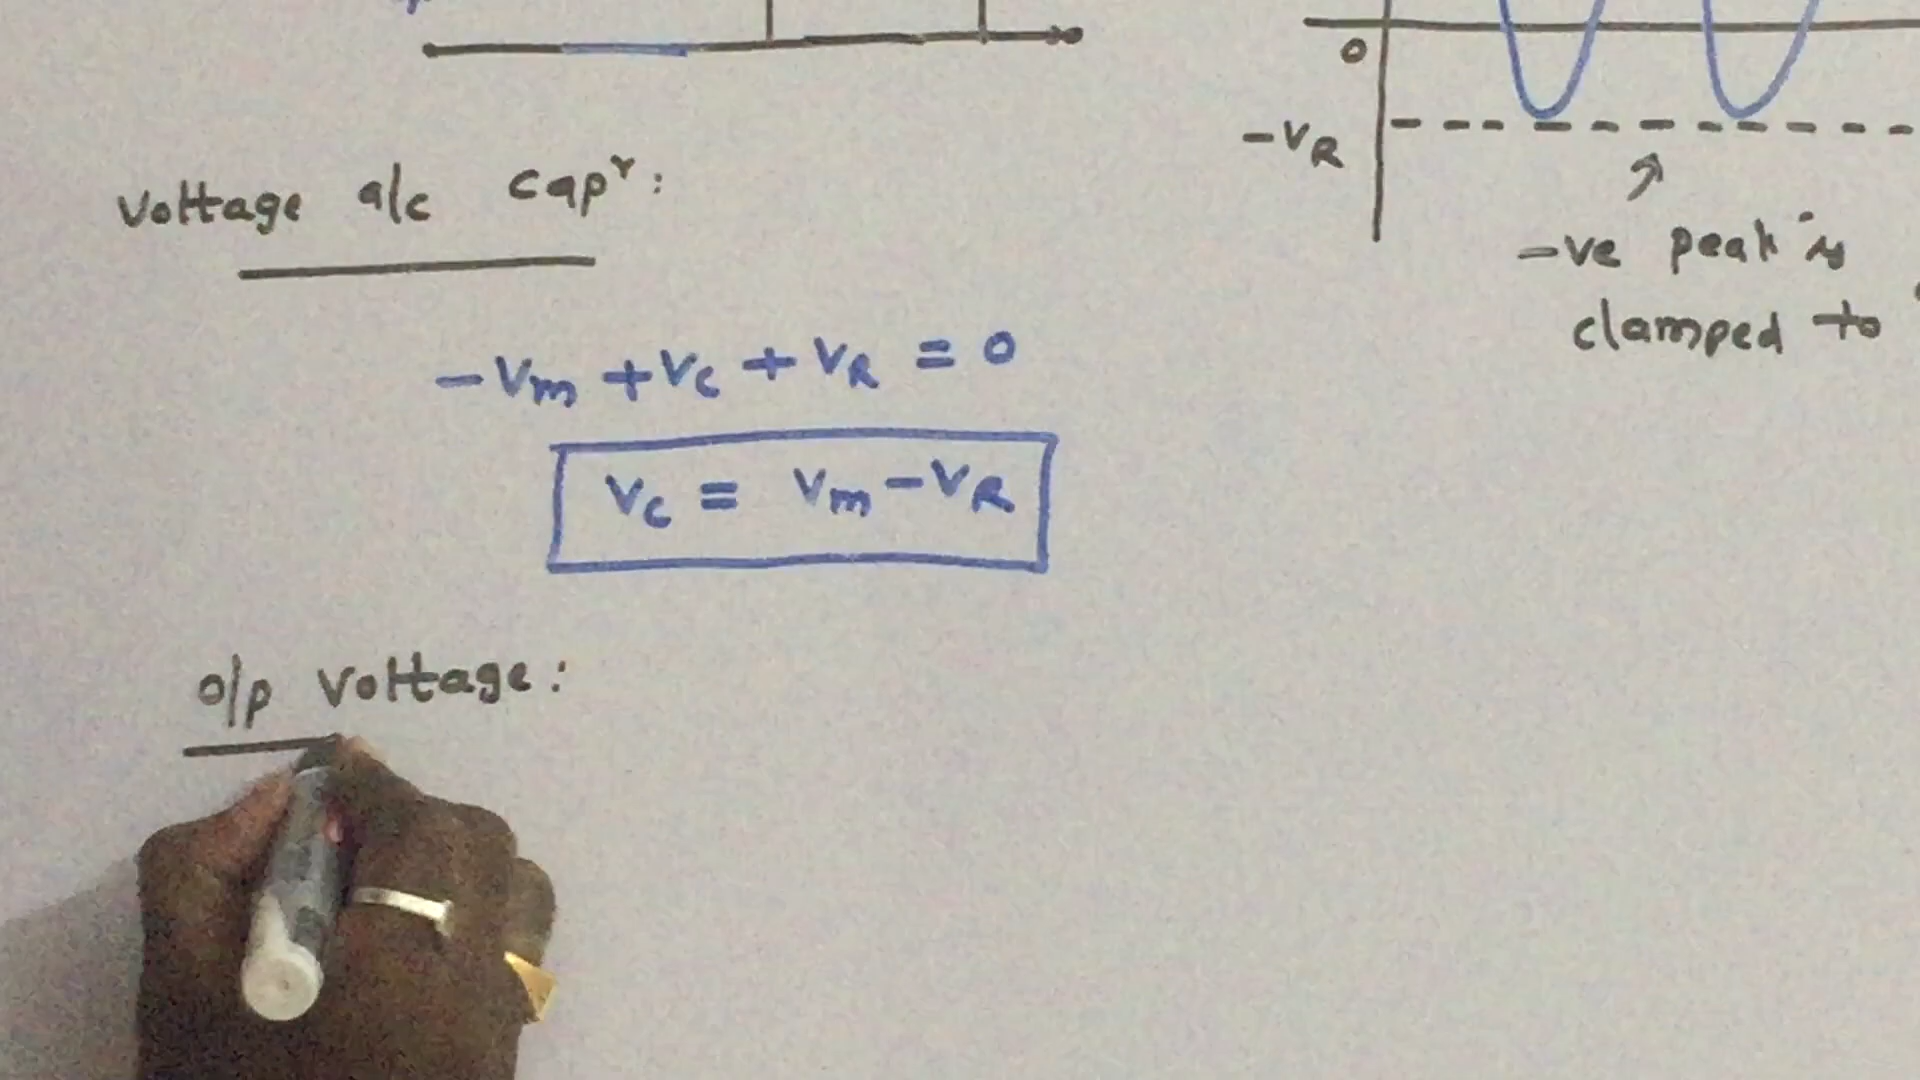 Voltage a/c capʳ:
-Vm + Vc + VR = 0
Vc = Vm - VR
o/p Voltage:
0
-VR
-ve peak is
clamped to